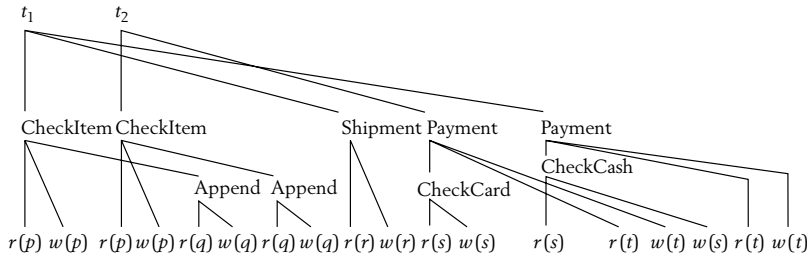 t1 t2
CheckItem CheckItem Shipment Payment Payment
CheckCash
Append Append CheckCard
r(p) w(p) r(p) w(p) r(q) w(q) r(q) w(q) r(r) w(r) r(s) w(s) r(s) r(t) w(t) w(s) r(t) w(t)